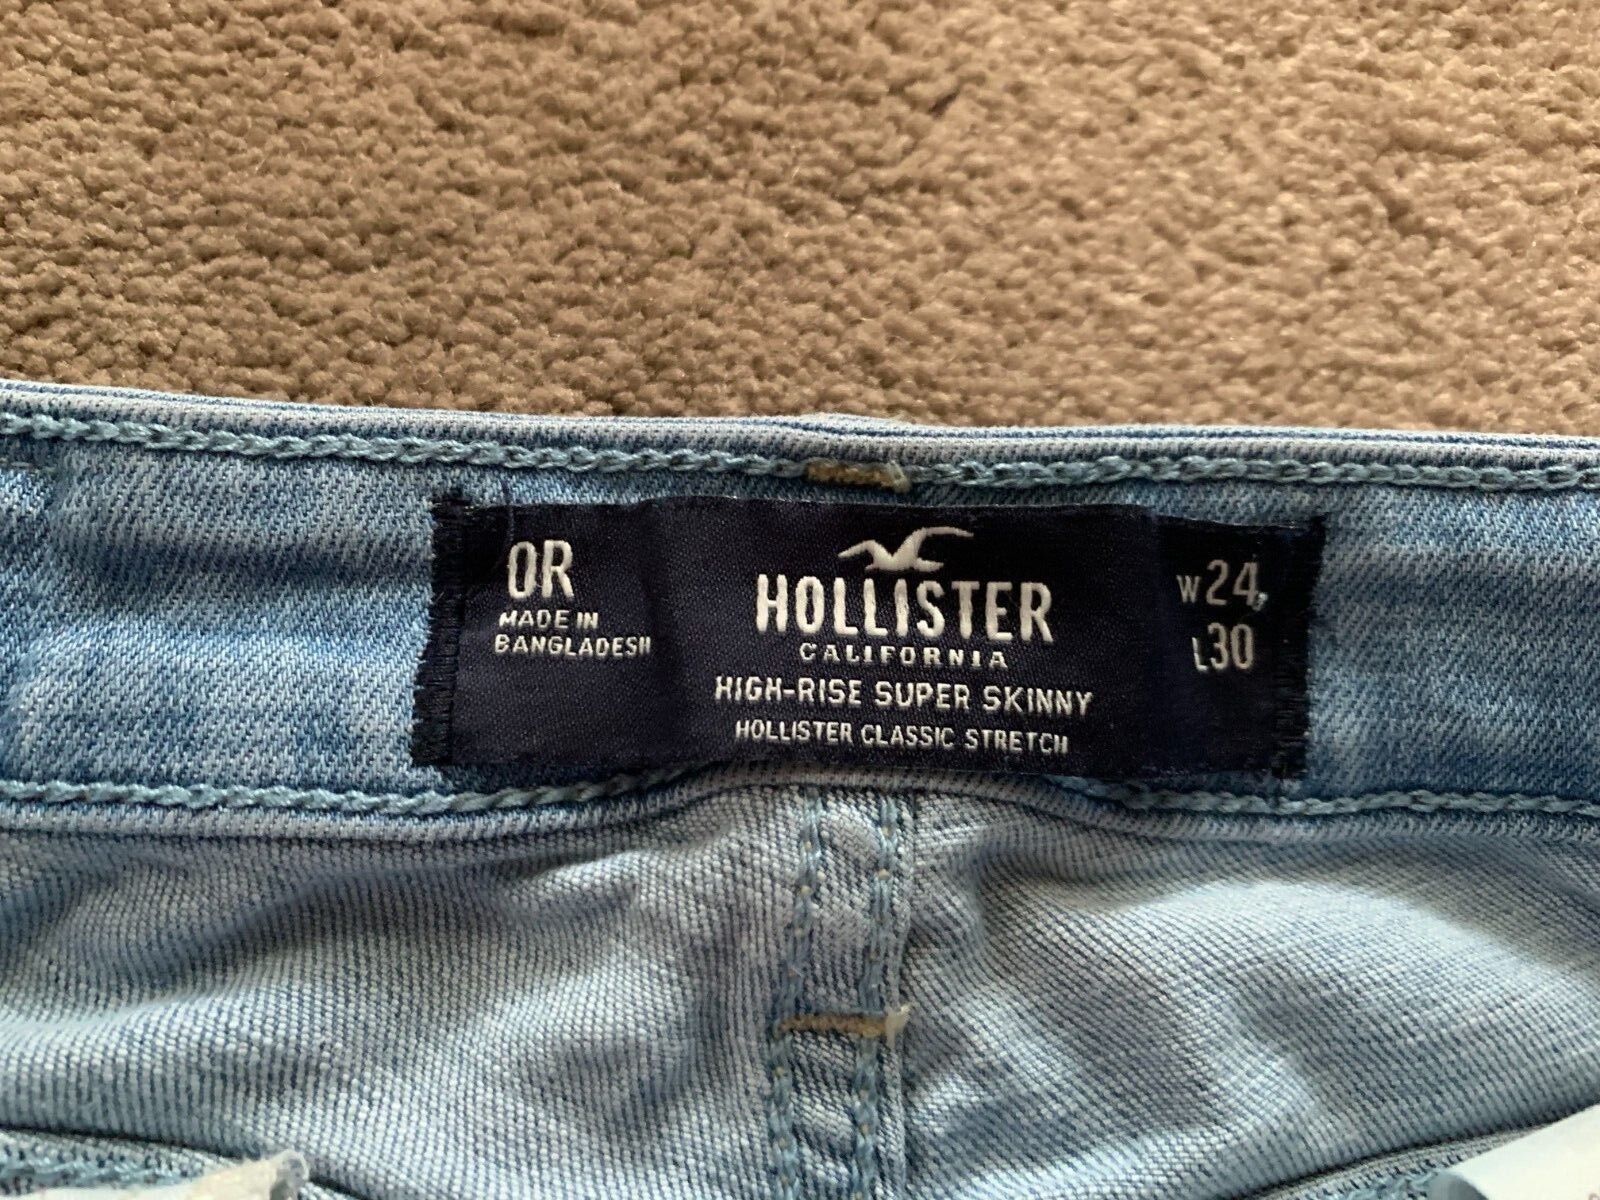 0R
MADE IN
BANGLADESH
HOLLISTER
CALIFORNIA
HIGH-RISE SUPER SKINNY
HOLLISTER CLASSIC STRETCH
W24,
L30